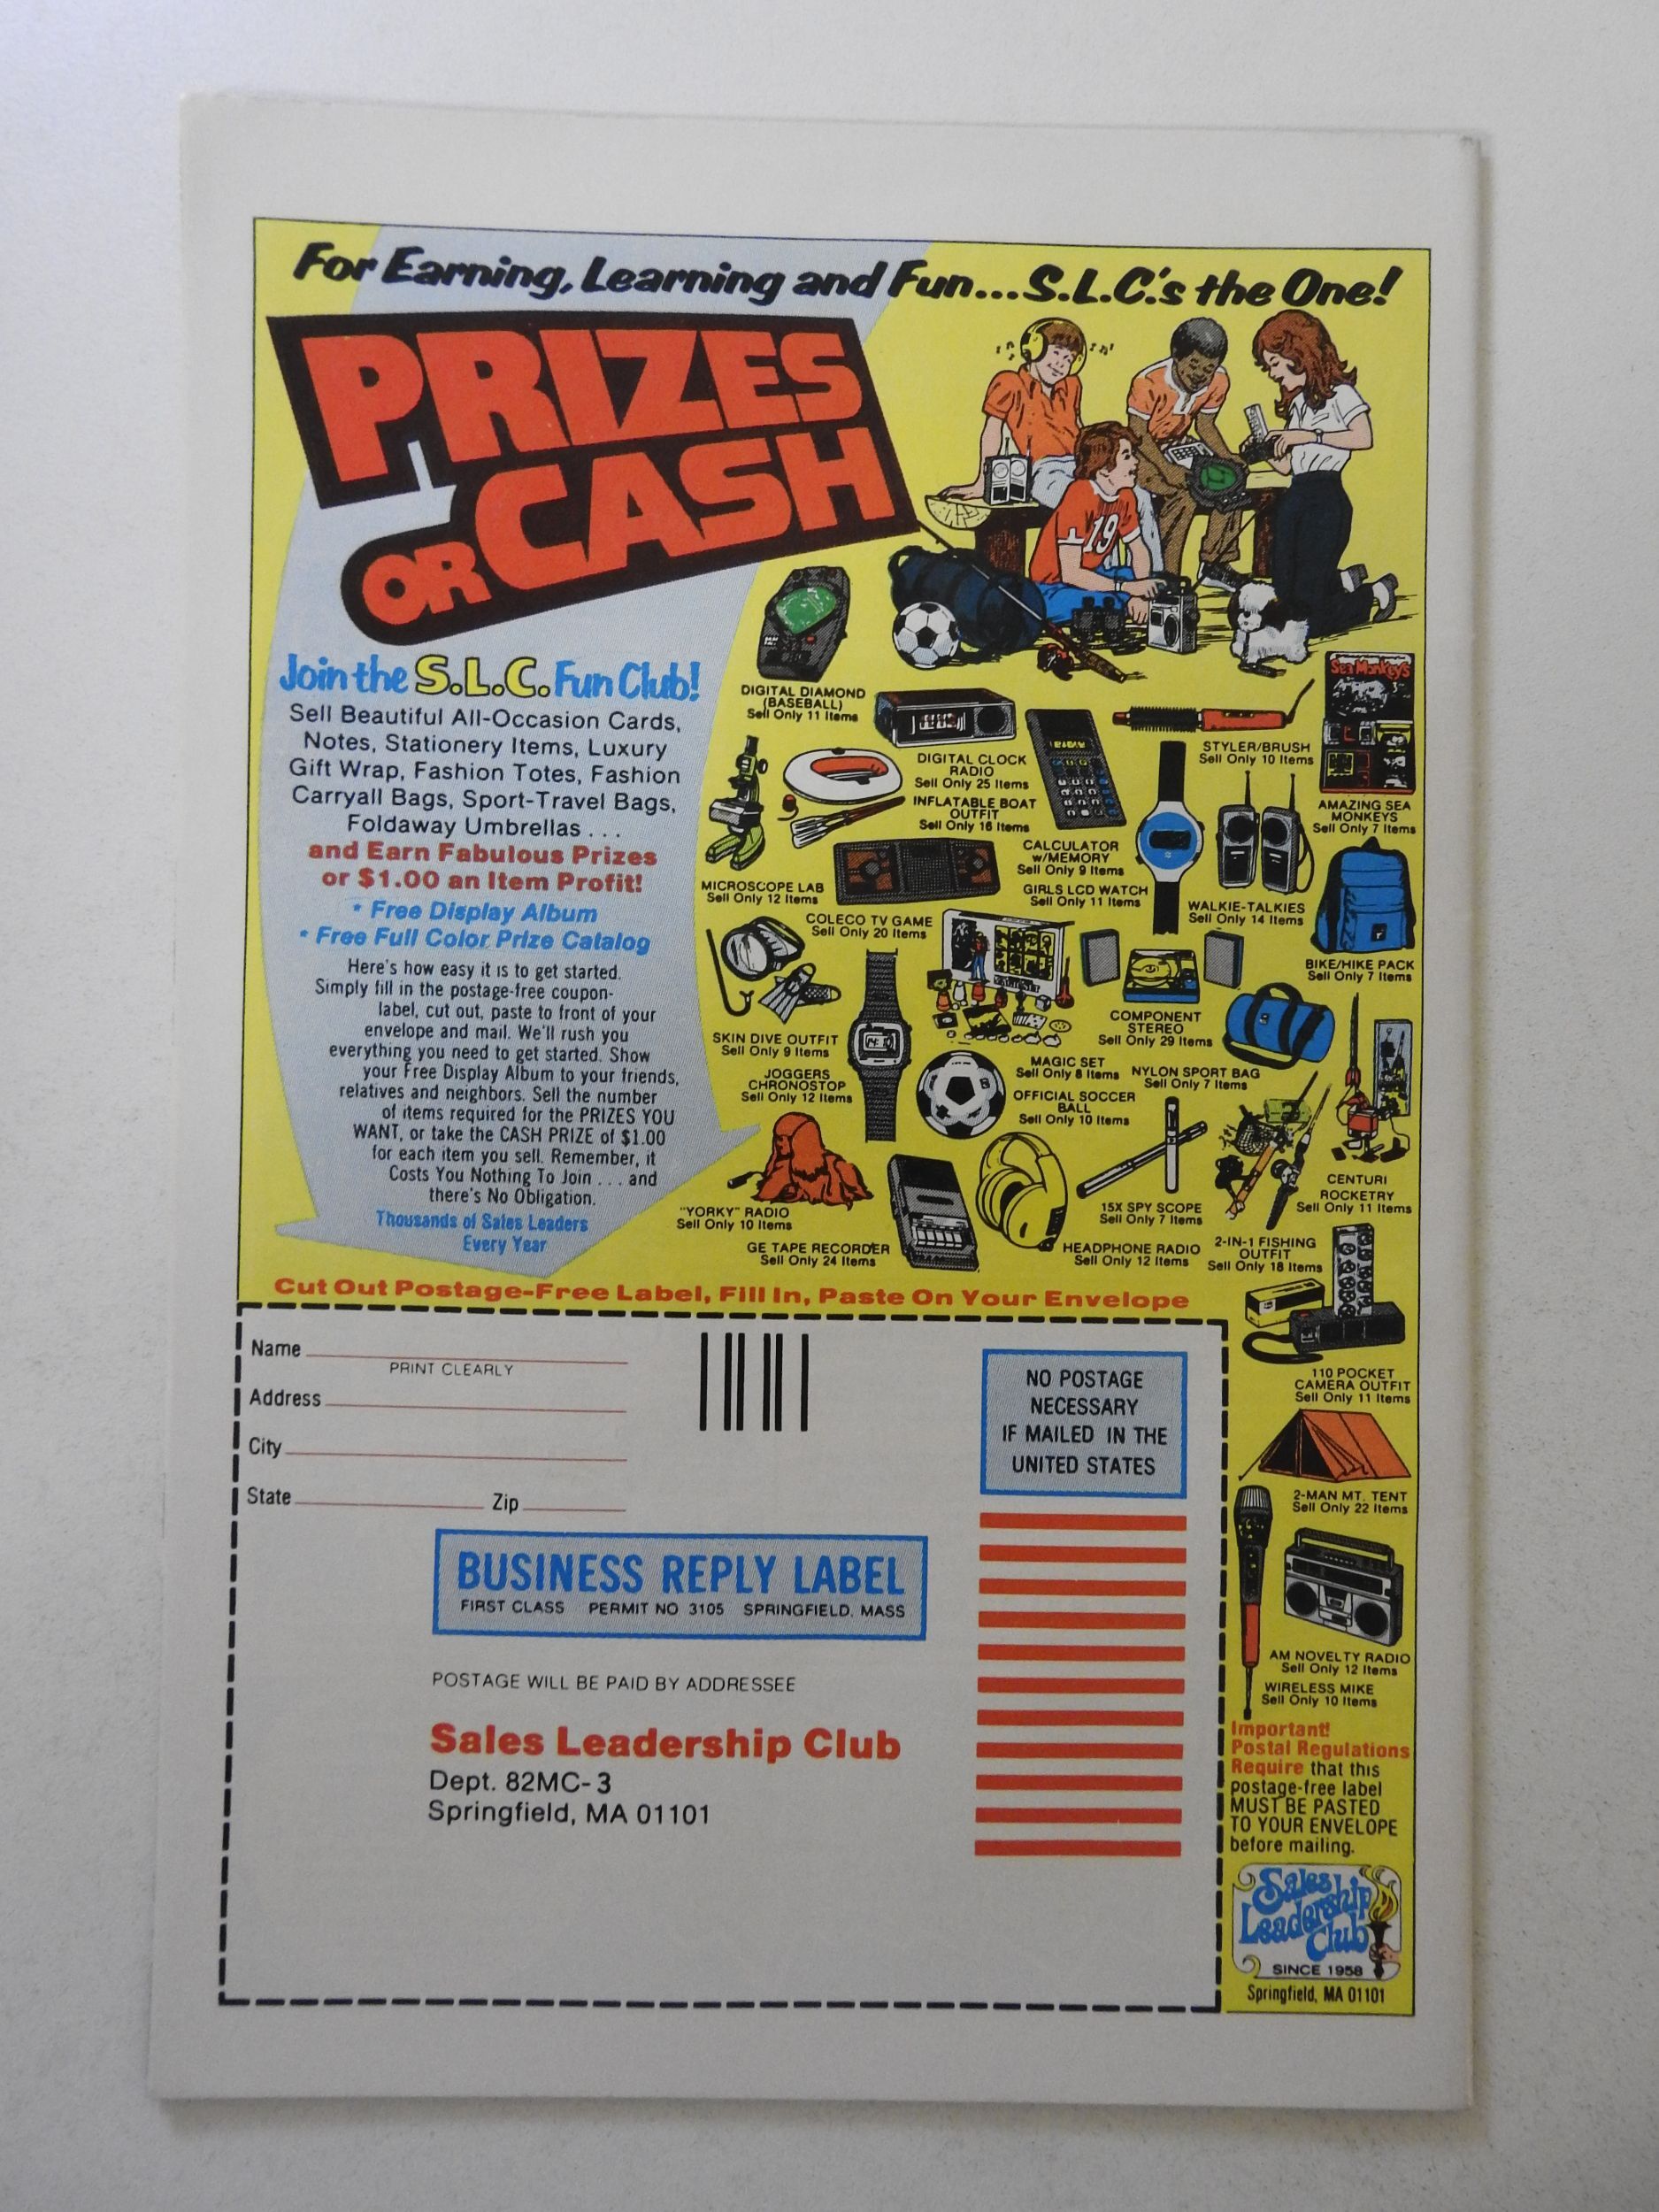 For Earning, Learning and Fun...S.L.C.'s the One!
PRIZES
OR CASH
Join the S.L.C. Fun Club!
Sell Beautiful All-Occasion Cards,
Notes, Stationery Items, Luxury
Gift Wrap, Fashion Totes, Fashion
Carryall Bags, Sport-Travel Bags,
Foldaway Umbrellas . . .
and Earn Fabulous Prizes
or $1.00 an Item Profit!
* Free Display Album
* Free Full Color Prize Catalog
Here's how easy it is to get started.
Simply fill in the postage-free coupon-
label, cut out, paste to front of your
envelope and mail. We'll rush you
everything you need to get started. Show
your Free Display Album to your friends,
relatives and neighbors. Sell the number
of items required for the PRIZES YOU
WANT, or take the CASH PRIZE of $1.00
for each item you sell. Remember, it
Costs You Nothing To Join . . . and
there's No Obligation.
Thousands of Sales Leaders
Every Year
19
DIGITAL DIAMOND
(BASEBALL)
Sell Only 11 Items
DIGITAL CLOCK
RADIO
Sell Only 25 Items
STYLER/BRUSH
Sell Only 10 Items
Sea Monkeys
AMAZING SEA
MONKEYS
Sell Only 7 Items
INFLATABLE BOAT
OUTFIT
Sell Only 16 Items
CALCULATOR
w/MEMORY
Sell Only 9 Items
MICROSCOPE LAB
Sell Only 12 Items
GIRLS LCD WATCH
Sell Only 11 Items
WALKIE-TALKIES
Sell Only 14 Items
COLECO TV GAME
Sell Only 20 Items
BIKE/HIKE PACK
Sell Only 7 Items
SKIN DIVE OUTFIT
Sell Only 9 Items
COMPONENT
STEREO
Sell Only 29 Items
MAGIC SET
Sell Only 8 Items
NYLON SPORT BAG
Sell Only 7 Items
JOGGERS
CHRONOSTOP
Sell Only 12 Items
OFFICIAL SOCCER
BALL
Sell Only 10 Items
CENTURI
ROCKETRY
Sell Only 11 Items
"YORKY" RADIO
Sell Only 10 Items
15X SPY SCOPE
Sell Only 7 Items
GE TAPE RECORDER
Sell Only 24 Items
HEADPHONE RADIO
Sell Only 12 Items
2-IN-1 FISHING
OUTFIT
Sell Only 18 Items
110 POCKET
CAMERA OUTFIT
Sell Only 11 Items
2-MAN MT. TENT
Sell Only 22 Items
AM NOVELTY RADIO
Sell Only 12 Items
WIRELESS MIKE
Sell Only 10 Items
Important!
Postal Regulations
Require that this
postage-free label
MUST BE PASTED
TO YOUR ENVELOPE
before mailing.
Sales
Leadership
Club
SINCE 1958
Springfield, MA 01101
Cut Out Postage-Free Label, Fill In, Paste On Your Envelope
Name
PRINT CLEARLY
Address
City
State Zip
NO POSTAGE
NECESSARY
IF MAILED IN THE
UNITED STATES
BUSINESS REPLY LABEL
FIRST CLASS PERMIT NO 3105 SPRINGFIELD, MASS
POSTAGE WILL BE PAID BY ADDRESSEE
Sales Leadership Club
Dept. 82MC-3
Springfield, MA 01101